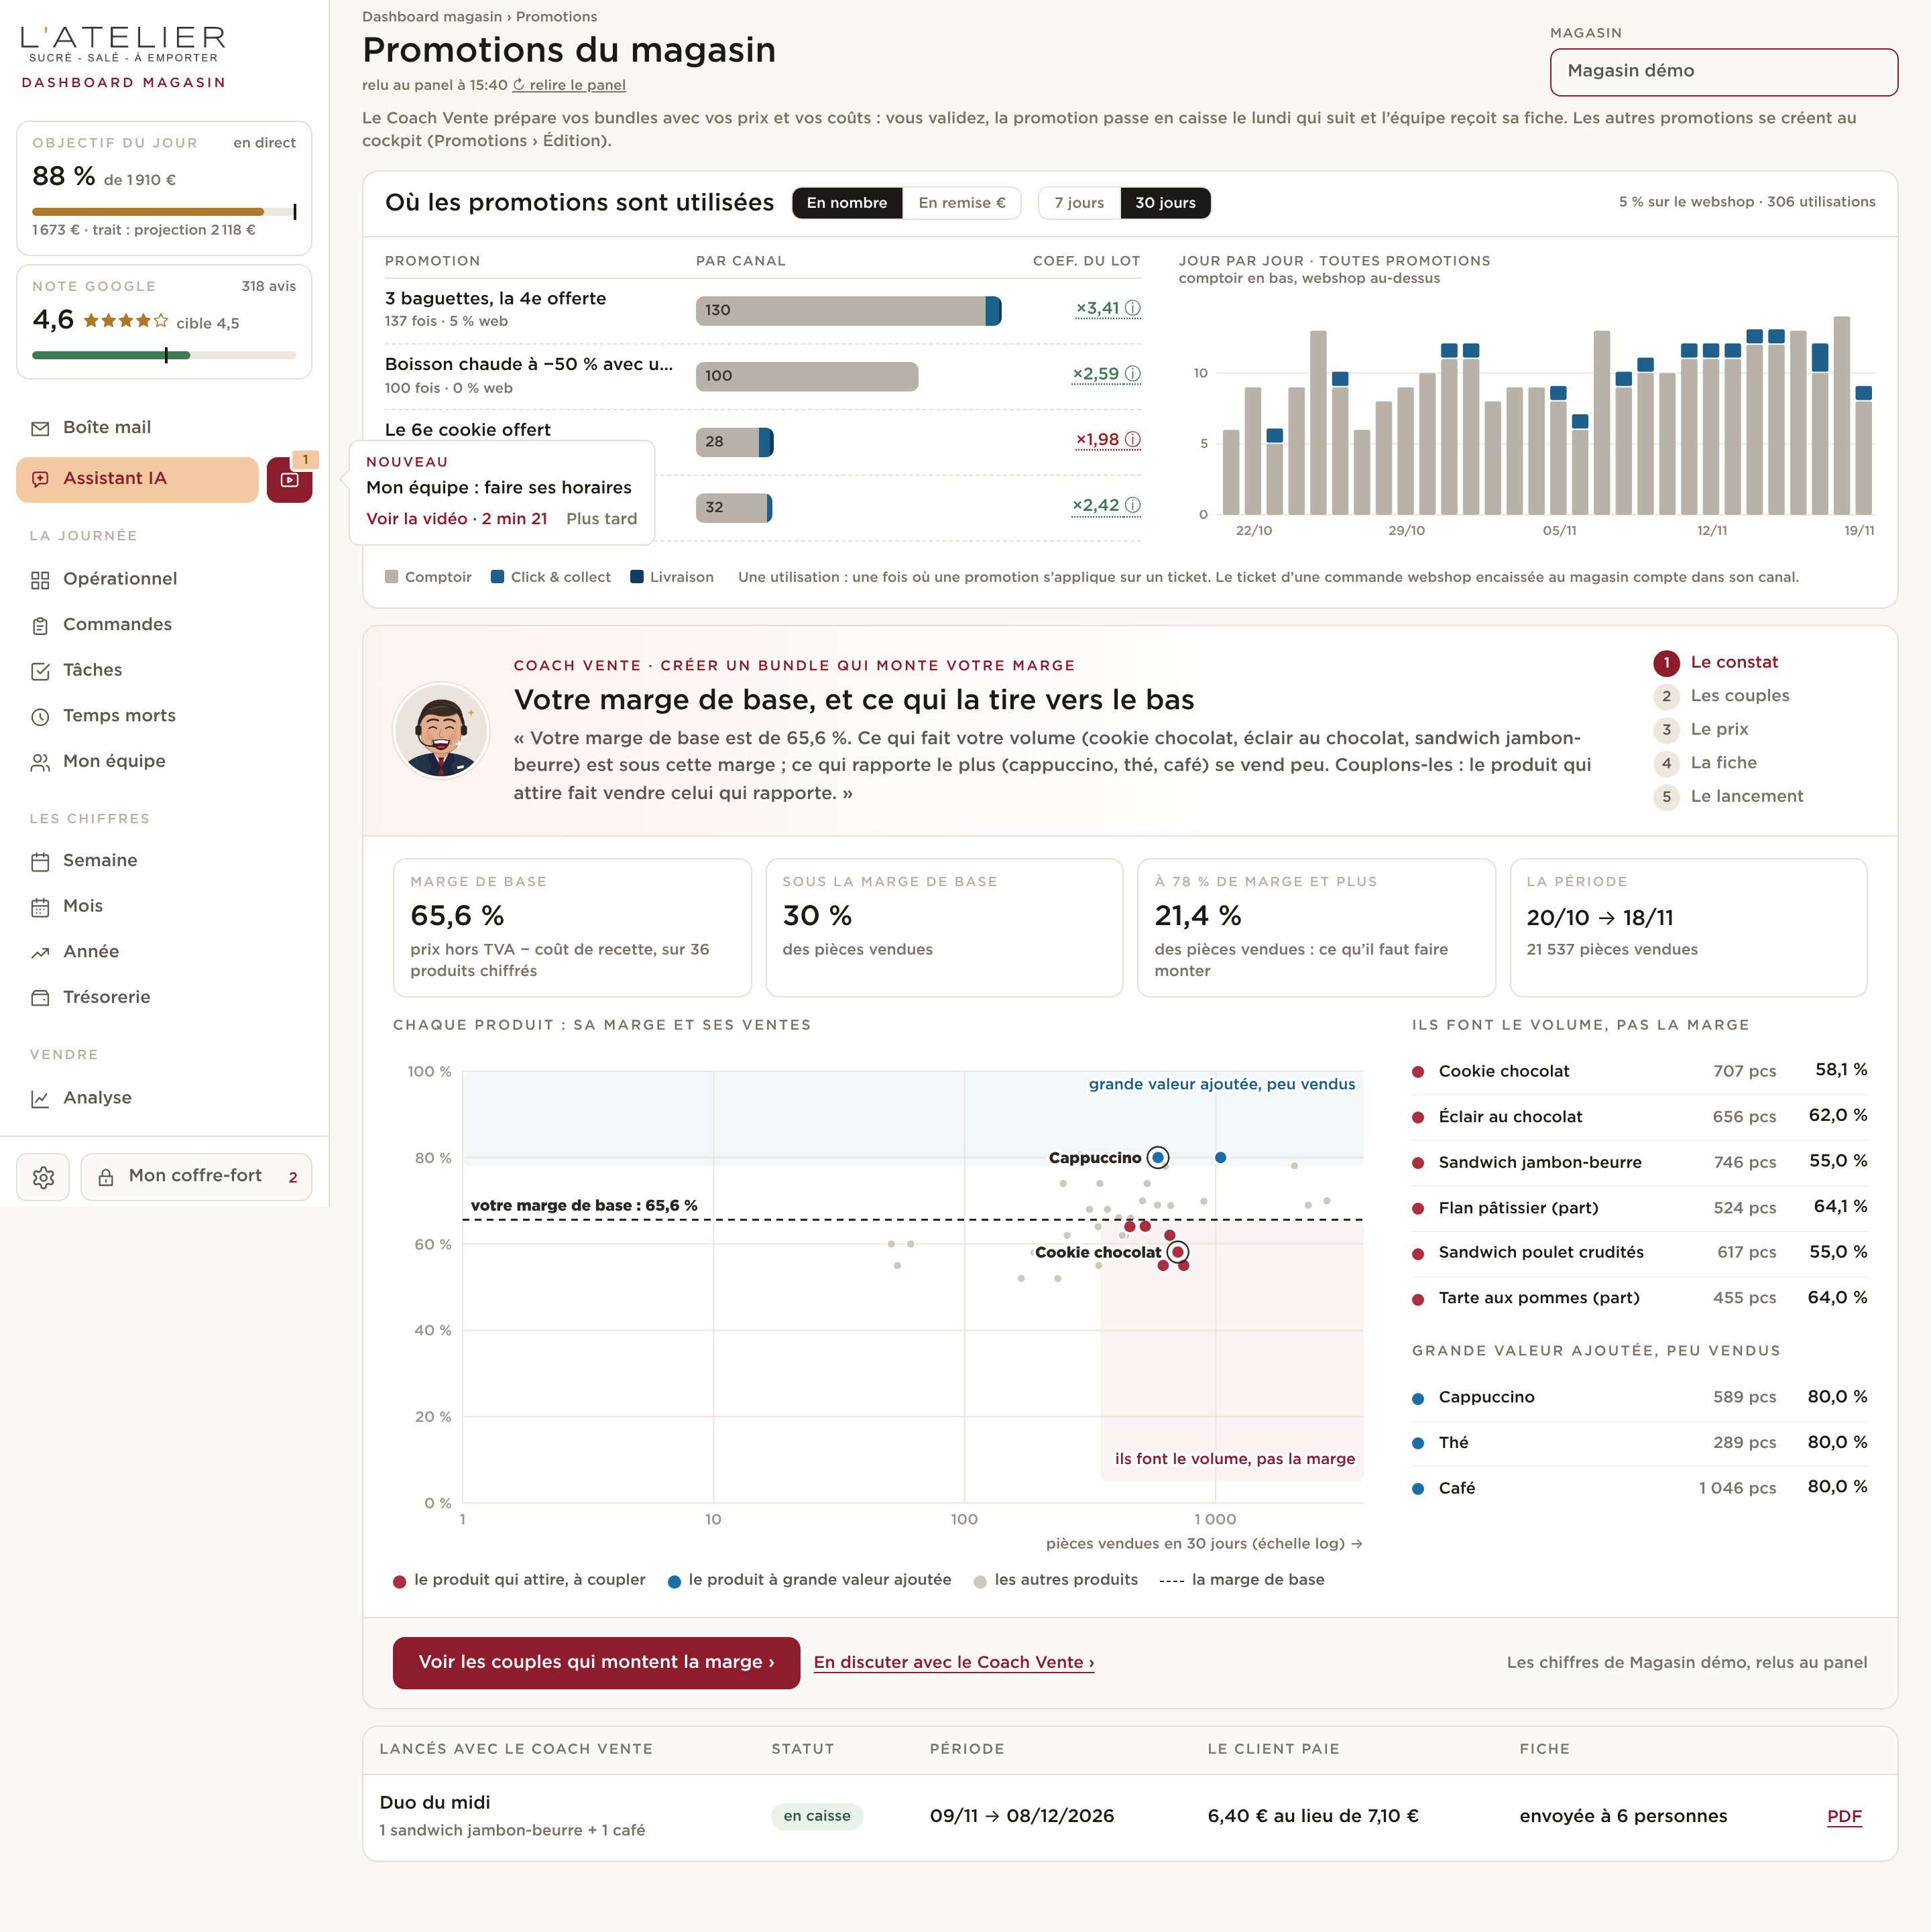 L'ATELIER
SUCRÉ - SALÉ - À EMPORTER
DASHBOARD MAGASIN
OBJECTIF DU JOUR en direct
88 % de 1 910 €
1 673 € · trait : projection 2 118 €
NOTE GOOGLE 318 avis
4,6 cible 4,5
Boîte mail
Assistant IA 1
LA JOURNÉE
Opérationnel
Commandes
Tâches
Temps morts
Mon équipe
LES CHIFFRES
Semaine
Mois
Année
Trésorerie
VENDRE
Analyse
Mon coffre-fort 2
Dashboard magasin › Promotions
Promotions du magasin
relu au panel à 15:40 relire le panel
MAGASIN
Magasin démo
Le Coach Vente prépare vos bundles avec vos prix et vos coûts : vous validez, la promotion passe en caisse le lundi qui suit et l'équipe reçoit sa fiche. Les autres promotions se créent au
cockpit (Promotions › Édition).
Où les promotions sont utilisées En nombre En remise € 7 jours 30 jours 5 % sur le webshop · 306 utilisations
PROMOTION PAR CANAL COEF. DU LOT
3 baguettes, la 4e offerte
137 fois · 5 % web
130 ×3,41
Boisson chaude à −50 % avec u...
100 fois · 0 % web
100 ×2,59
Le 6e cookie offert
28 ×1,98
32 ×2,42
NOUVEAU
Mon équipe : faire ses horaires
Voir la vidéo · 2 min 21 Plus tard
JOUR PAR JOUR · TOUTES PROMOTIONS
comptoir en bas, webshop au-dessus
10
5
0
22/10 29/10 05/11 12/11 19/11
Comptoir Click & collect Livraison Une utilisation : une fois où une promotion s'applique sur un ticket. Le ticket d'une commande webshop encaissée au magasin compte dans son canal.
COACH VENTE · CRÉER UN BUNDLE QUI MONTE VOTRE MARGE
Votre marge de base, et ce qui la tire vers le bas
« Votre marge de base est de 65,6 %. Ce qui fait votre volume (cookie chocolat, éclair au chocolat, sandwich jambon-
beurre) est sous cette marge ; ce qui rapporte le plus (cappuccino, thé, café) se vend peu. Couplons-les : le produit qui
attire fait vendre celui qui rapporte. »
1 Le constat
2 Les couples
3 Le prix
4 La fiche
5 Le lancement
MARGE DE BASE
65,6 %
prix hors TVA − coût de recette, sur 36
produits chiffrés
SOUS LA MARGE DE BASE
30 %
des pièces vendues
À 78 % DE MARGE ET PLUS
21,4 %
des pièces vendues : ce qu'il faut faire
monter
LA PÉRIODE
20/10 → 18/11
21 537 pièces vendues
CHAQUE PRODUIT : SA MARGE ET SES VENTES
100 %
80 %
60 %
40 %
20 %
0 %
grande valeur ajoutée, peu vendus
Cappuccino
votre marge de base : 65,6 %
Cookie chocolat
ils font le volume, pas la marge
1 10 100 1 000
pièces vendues en 30 jours (échelle log) →
le produit qui attire, à coupler le produit à grande valeur ajoutée les autres produits la marge de base
ILS FONT LE VOLUME, PAS LA MARGE
Cookie chocolat 707 pcs 58,1 %
Éclair au chocolat 656 pcs 62,0 %
Sandwich jambon-beurre 746 pcs 55,0 %
Flan pâtissier (part) 524 pcs 64,1 %
Sandwich poulet crudités 617 pcs 55,0 %
Tarte aux pommes (part) 455 pcs 64,0 %
GRANDE VALEUR AJOUTÉE, PEU VENDUS
Cappuccino 589 pcs 80,0 %
Thé 289 pcs 80,0 %
Café 1 046 pcs 80,0 %
Voir les couples qui montent la marge › En discuter avec le Coach Vente › Les chiffres de Magasin démo, relus au panel
LANCÉS AVEC LE COACH VENTE STATUT PÉRIODE LE CLIENT PAIE FICHE
Duo du midi
1 sandwich jambon-beurre + 1 café
en caisse 09/11 → 08/12/2026 6,40 € au lieu de 7,10 € envoyée à 6 personnes PDF